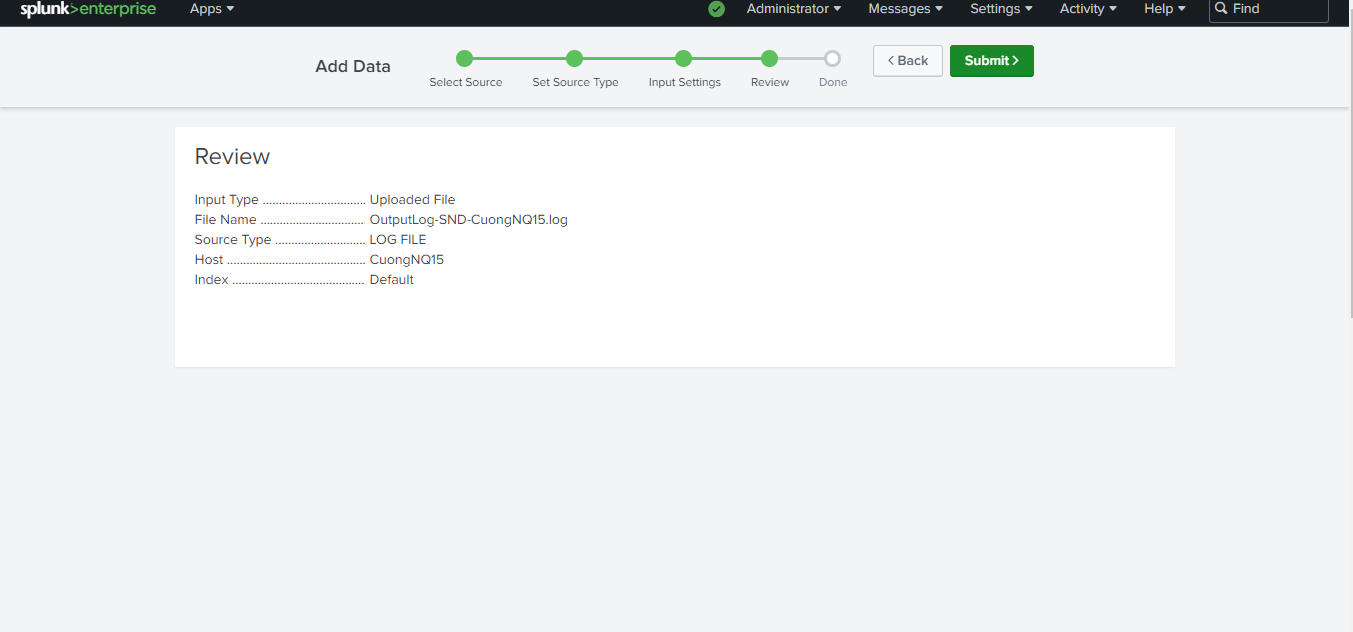 splunk>enterprise Apps Administrator Messages Settings Activity Help Find
Add Data
Select Source Set Source Type Input Settings Review Done
Back Submit
Review
Input Type ................................ Uploaded File
File Name ................................ OutputLog-SND-CuongNQ15.log
Source Type ............................ LOG FILE
Host ........................................... CuongNQ15
Index ......................................... Default